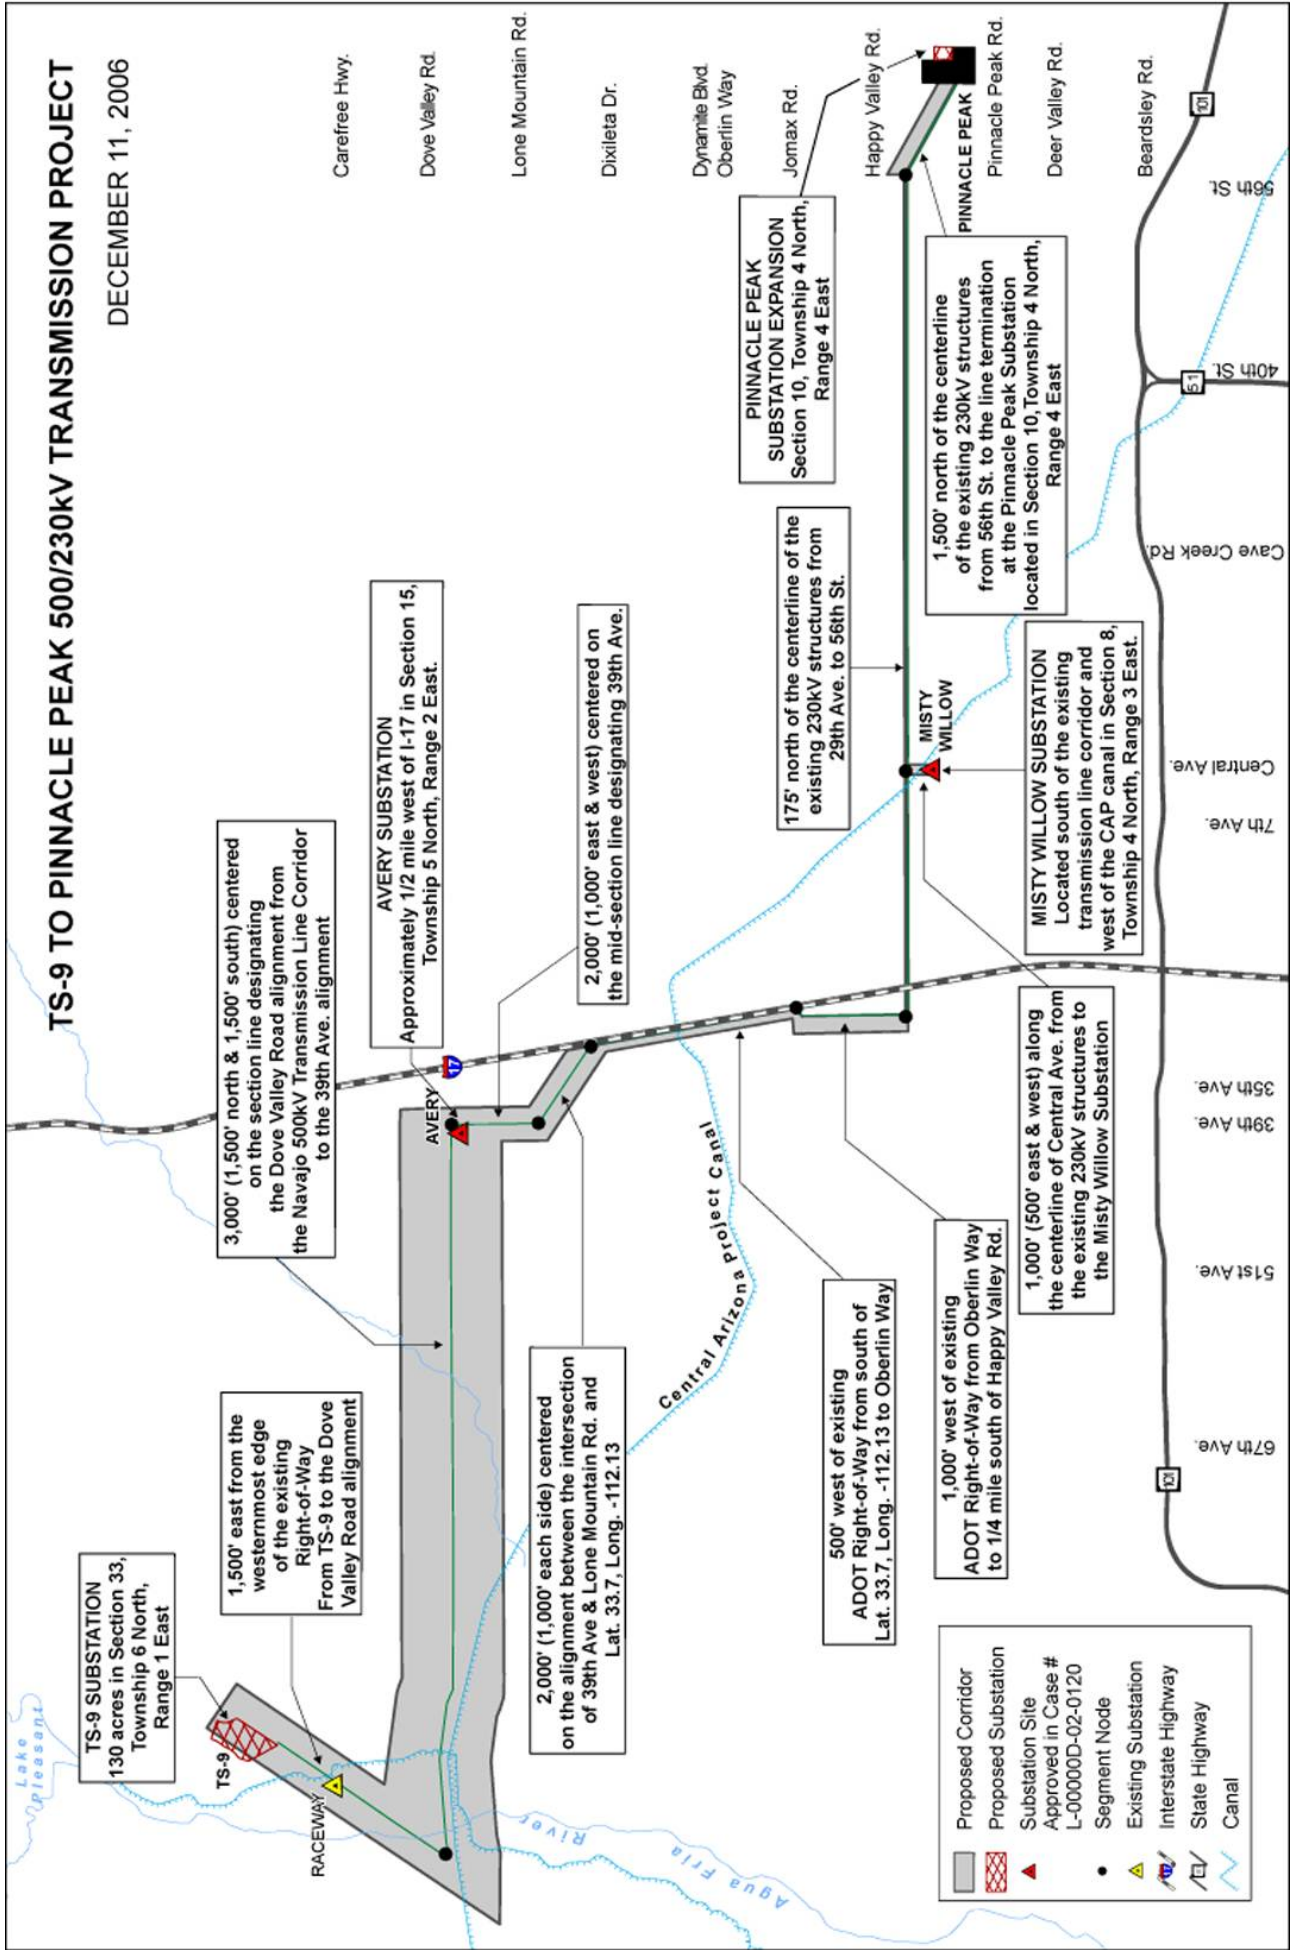 TS-9 TO PINNACLE PEAK 500/230kV TRANSMISSION PROJECT
DECEMBER 11, 2006
Lake
Pleasant
TS-9 SUBSTATION
130 acres in Section 33,
Township 6 North,
Range 1 East
TS-9
RACEWAY
1,500' east from the
westernmost edge
of the existing
Right-of-Way
From TS-9 to the Dove
Valley Road alignment
3,000' (1,500' north & 1,500' south) centered
on the section line designating
the Dove Valley Road alignment from
the Navajo 500kV Transmission Line Corridor
to the 39th Ave. alignment
AVERY SUBSTATION
Approximately 1/2 mile west of I-17 in Section 15,
Township 5 North, Range 2 East.
AVERY
17
2,000' (1,000' east & west) centered on
the mid-section line designating 39th Ave.
2,000' (1,000' each side) centered
on the alignment between the intersection
of 39th Ave & Lone Mountain Rd. and
Lat. 33.7, Long. -112.13
Central Arizona Project Canal
Agua Fria River
500' west of existing
ADOT Right-of-Way from south of
Lat. 33.7, Long. -112.13 to Oberlin Way
1,000' west of existing
ADOT Right-of-Way from Oberlin Way
to 1/4 mile south of Happy Valley Rd.
175' north of the centerline of the
existing 230kV structures from
29th Ave. to 56th St.
MISTY
WILLOW
1,000' (500' east & west) along
the centerline of Central Ave. from
the existing 230kV structures to
the Misty Willow Substation
MISTY WILLOW SUBSTATION
Located south of the existing
transmission line corridor and
west of the CAP canal in Section 8,
Township 4 North, Range 3 East.
PINNACLE PEAK
SUBSTATION EXPANSION
Section 10, Township 4 North,
Range 4 East
1,500' north of the centerline
of the existing 230kV structures
from 56th St. to the line termination
at the Pinnacle Peak Substation
located in Section 10,Township 4 North,
Range 4 East
PINNACLE PEAK
Carefree Hwy.
Dove Valley Rd.
Lone Mountain Rd.
Dixileta Dr.
Dynamite Blvd.
Oberlin Way
Jomax Rd.
Happy Valley Rd.
Pinnacle Peak Rd.
Deer Valley Rd.
Beardsley Rd.
101
51
101
67th Ave.
51st Ave.
39th Ave.
35th Ave.
7th Ave.
Central Ave.
Cave Creek Rd.
40th St.
56th St.
Proposed Corridor
Proposed Substation
Substation Site
Approved in Case #
L-00000D-02-0120
Segment Node
Existing Substation
Interstate Highway
State Highway
Canal